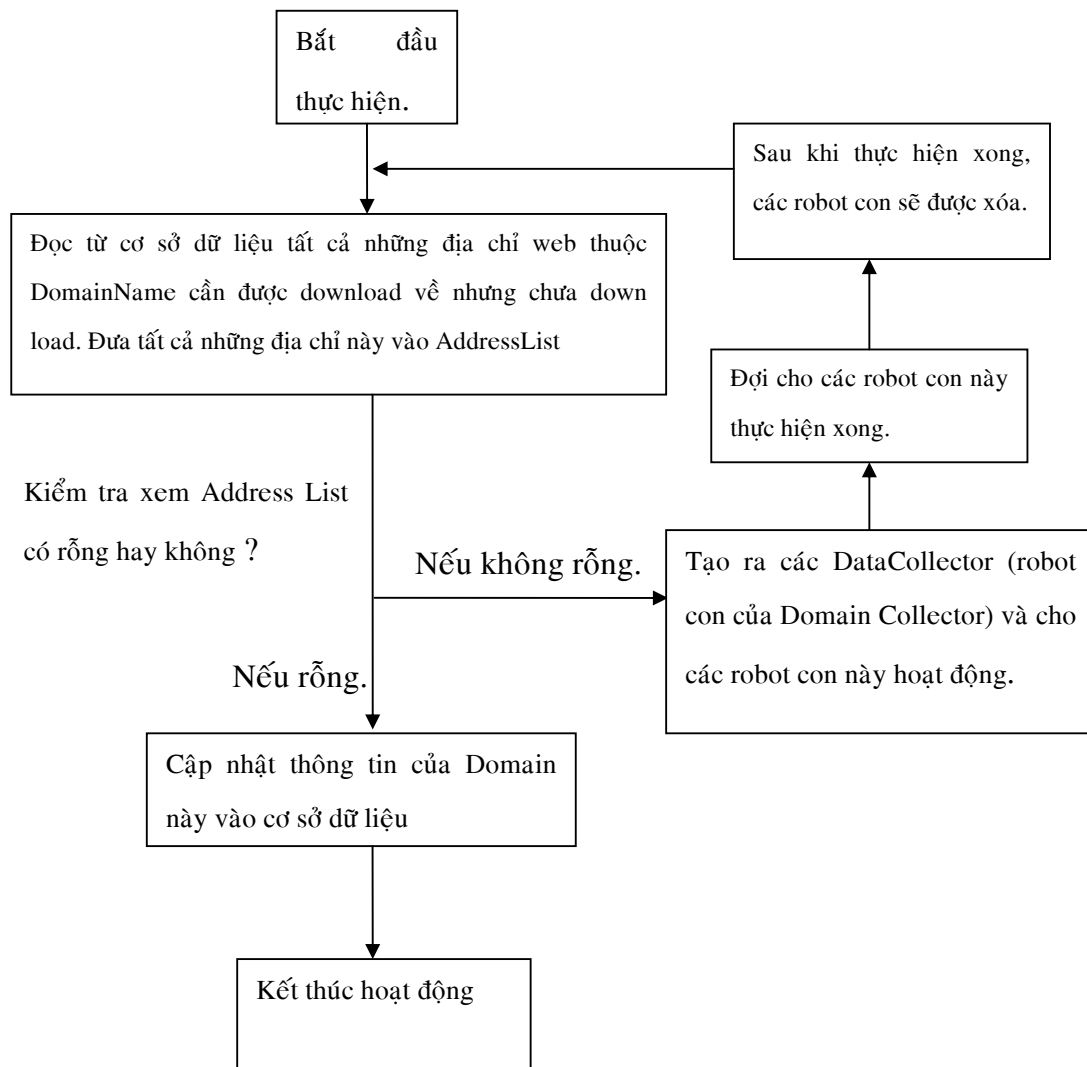 Bắt đầu
thực hiện.
Sau khi thực hiện xong,
các robot con sẽ được xóa.
Đọc từ cơ sở dữ liệu tất cả những địa chỉ web thuộc
DomainName cần được download về nhưng chưa down
load. Đưa tất cả những địa chỉ này vào AddressList
Đợi cho các robot con này
thực hiện xong.
Kiểm tra xem Address List
có rỗng hay không ?
Nếu không rỗng.
Tạo ra các DataCollector (robot
con của Domain Collector) và cho
các robot con này hoạt động.
Nếu rỗng.
Cập nhật thông tin của Domain
này vào cơ sở dữ liệu
Kết thúc hoạt động